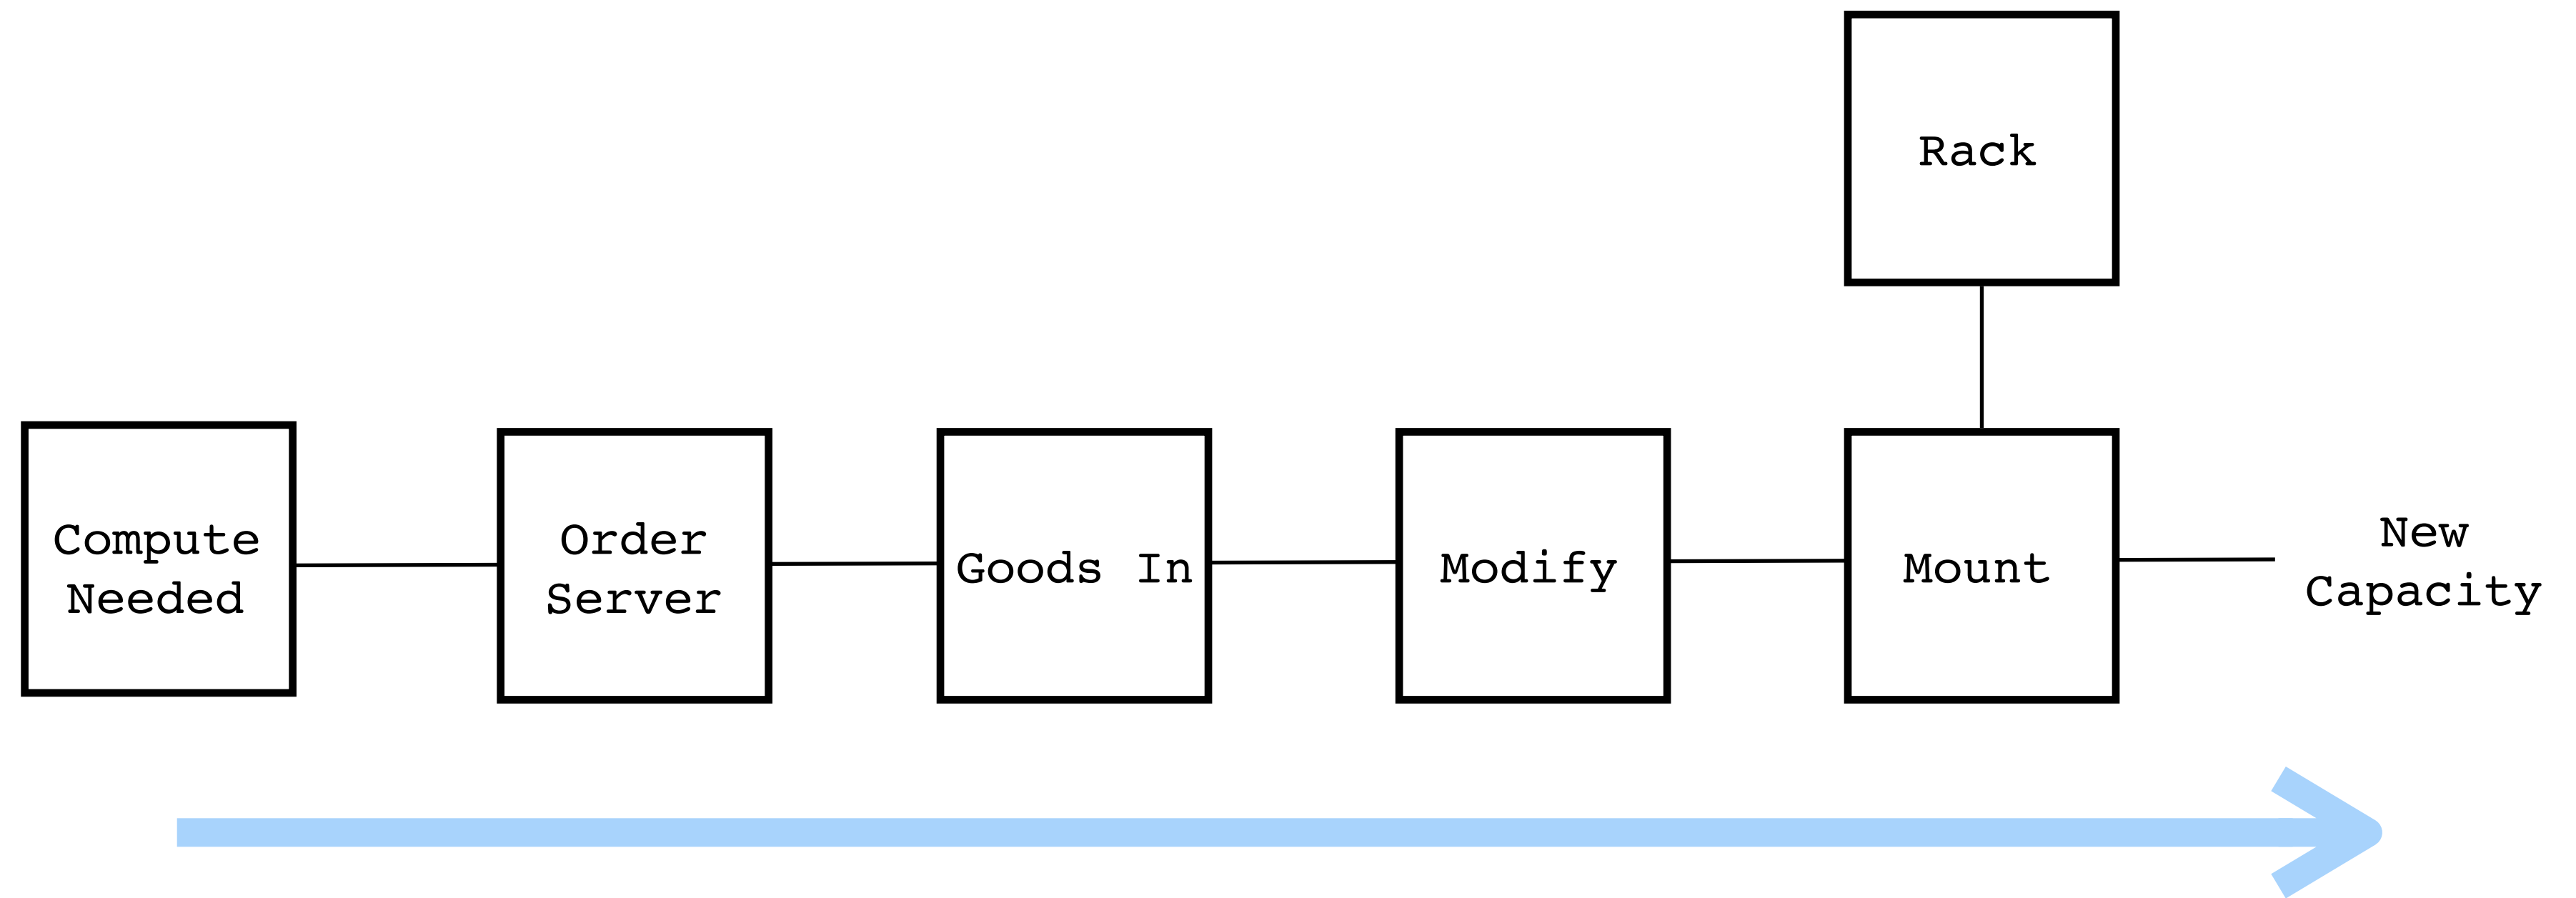 Rack
Compute
Needed
Order
Server
Goods In
Modify
Mount
New
Capacity